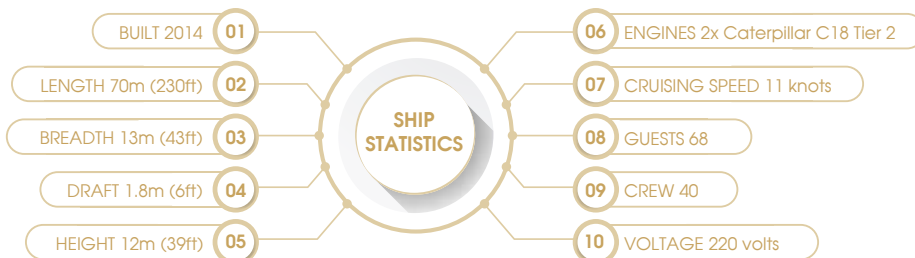 BUILT 2014 01
LENGTH 70m (230ft) 02
BREADTH 13m (43ft) 03
DRAFT 1.8m (6ft) 04
HEIGHT 12m (39ft) 05
SHIP
STATISTICS
06 ENGINES 2x Caterpillar C18 Tier 2
07 CRUISING SPEED 11 knots
08 GUESTS 68
09 CREW 40
10 VOLTAGE 220 volts